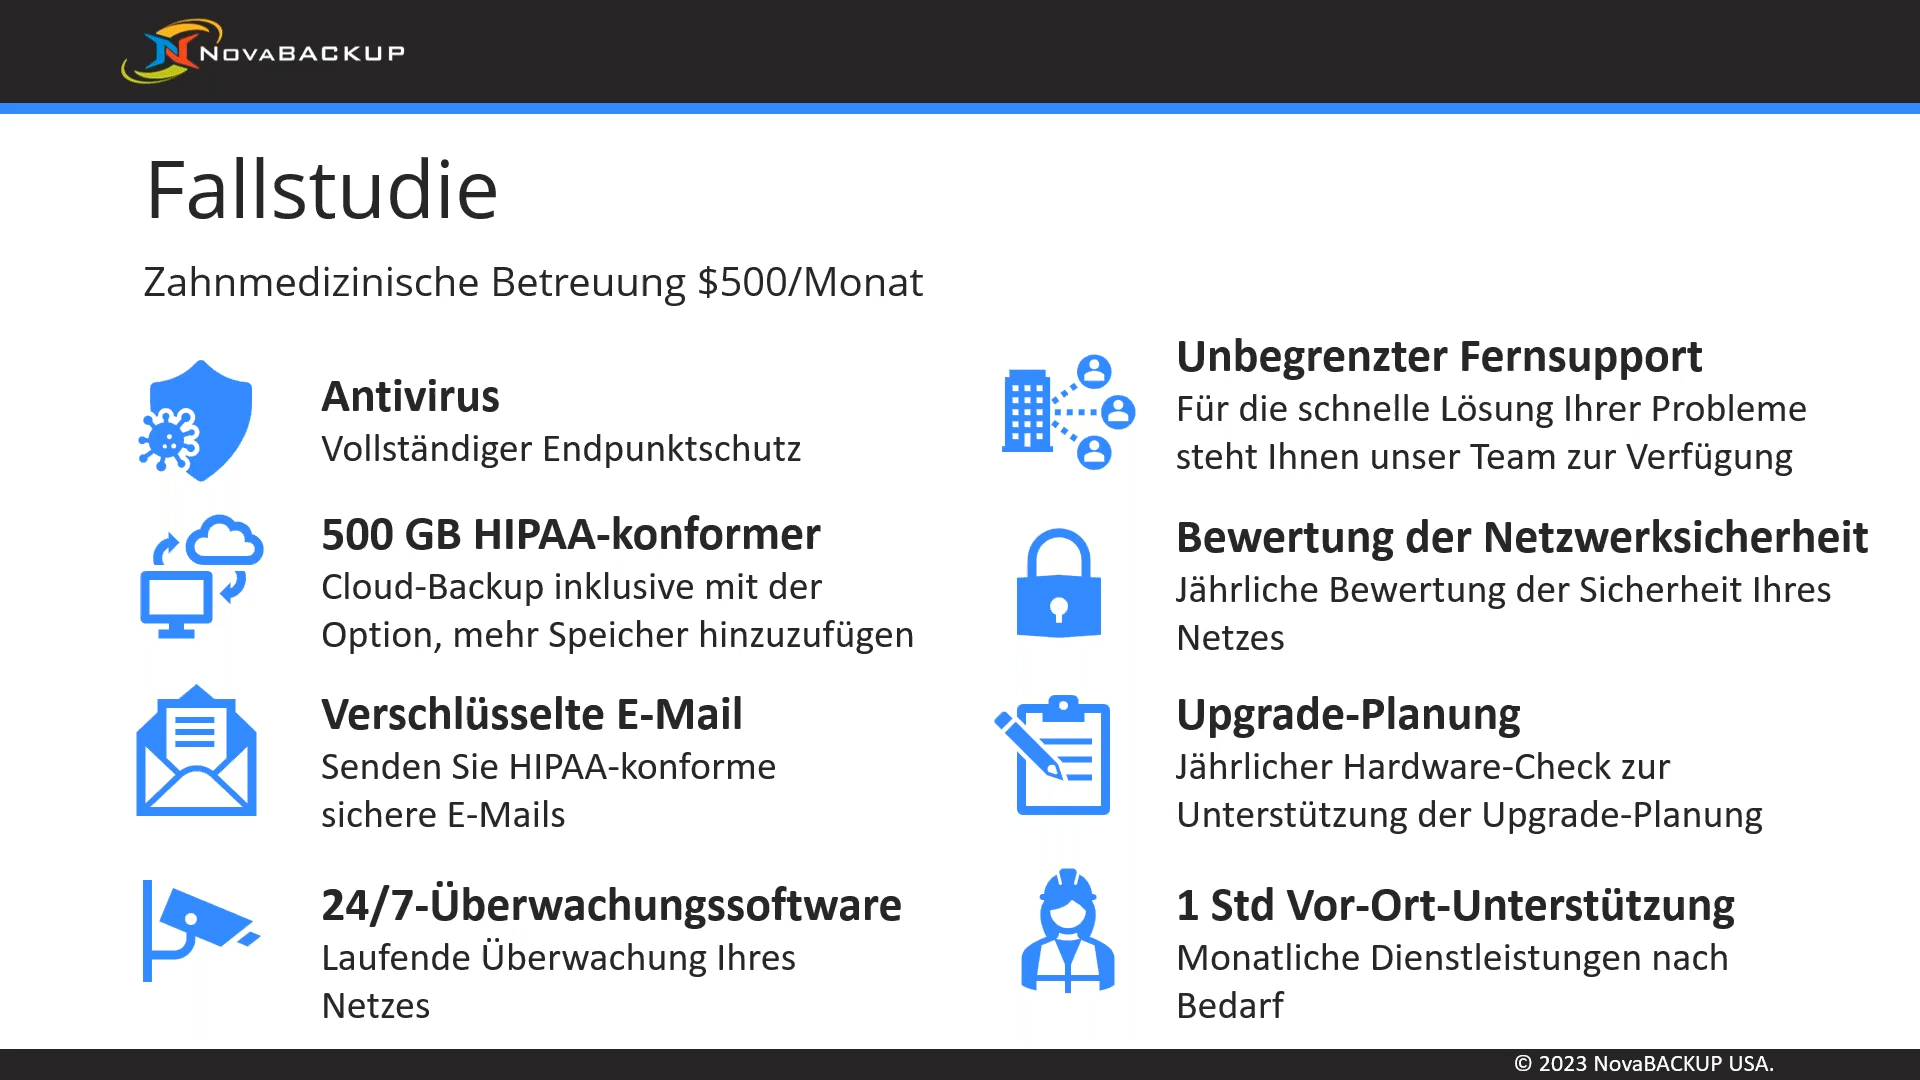 NovaBACKUP
Fallstudie
Zahnmedizinische Betreuung $500/Monat
Antivirus
Vollständiger Endpunktschutz
500 GB HIPAA-konformer
Cloud-Backup inklusive mit der
Option, mehr Speicher hinzuzufügen
Verschlüsselte E-Mail
Senden Sie HIPAA-konforme
sichere E-Mails
24/7-Überwachungssoftware
Laufende Überwachung Ihres
Netzes
Unbegrenzter Fernsupport
Für die schnelle Lösung Ihrer Probleme
steht Ihnen unser Team zur Verfügung
Bewertung der Netzwerksicherheit
Jährliche Bewertung der Sicherheit Ihres
Netzes
Upgrade-Planung
Jährlicher Hardware-Check zur
Unterstützung der Upgrade-Planung
1 Std Vor-Ort-Unterstützung
Monatliche Dienstleistungen nach
Bedarf
© 2023 NovaBACKUP USA.